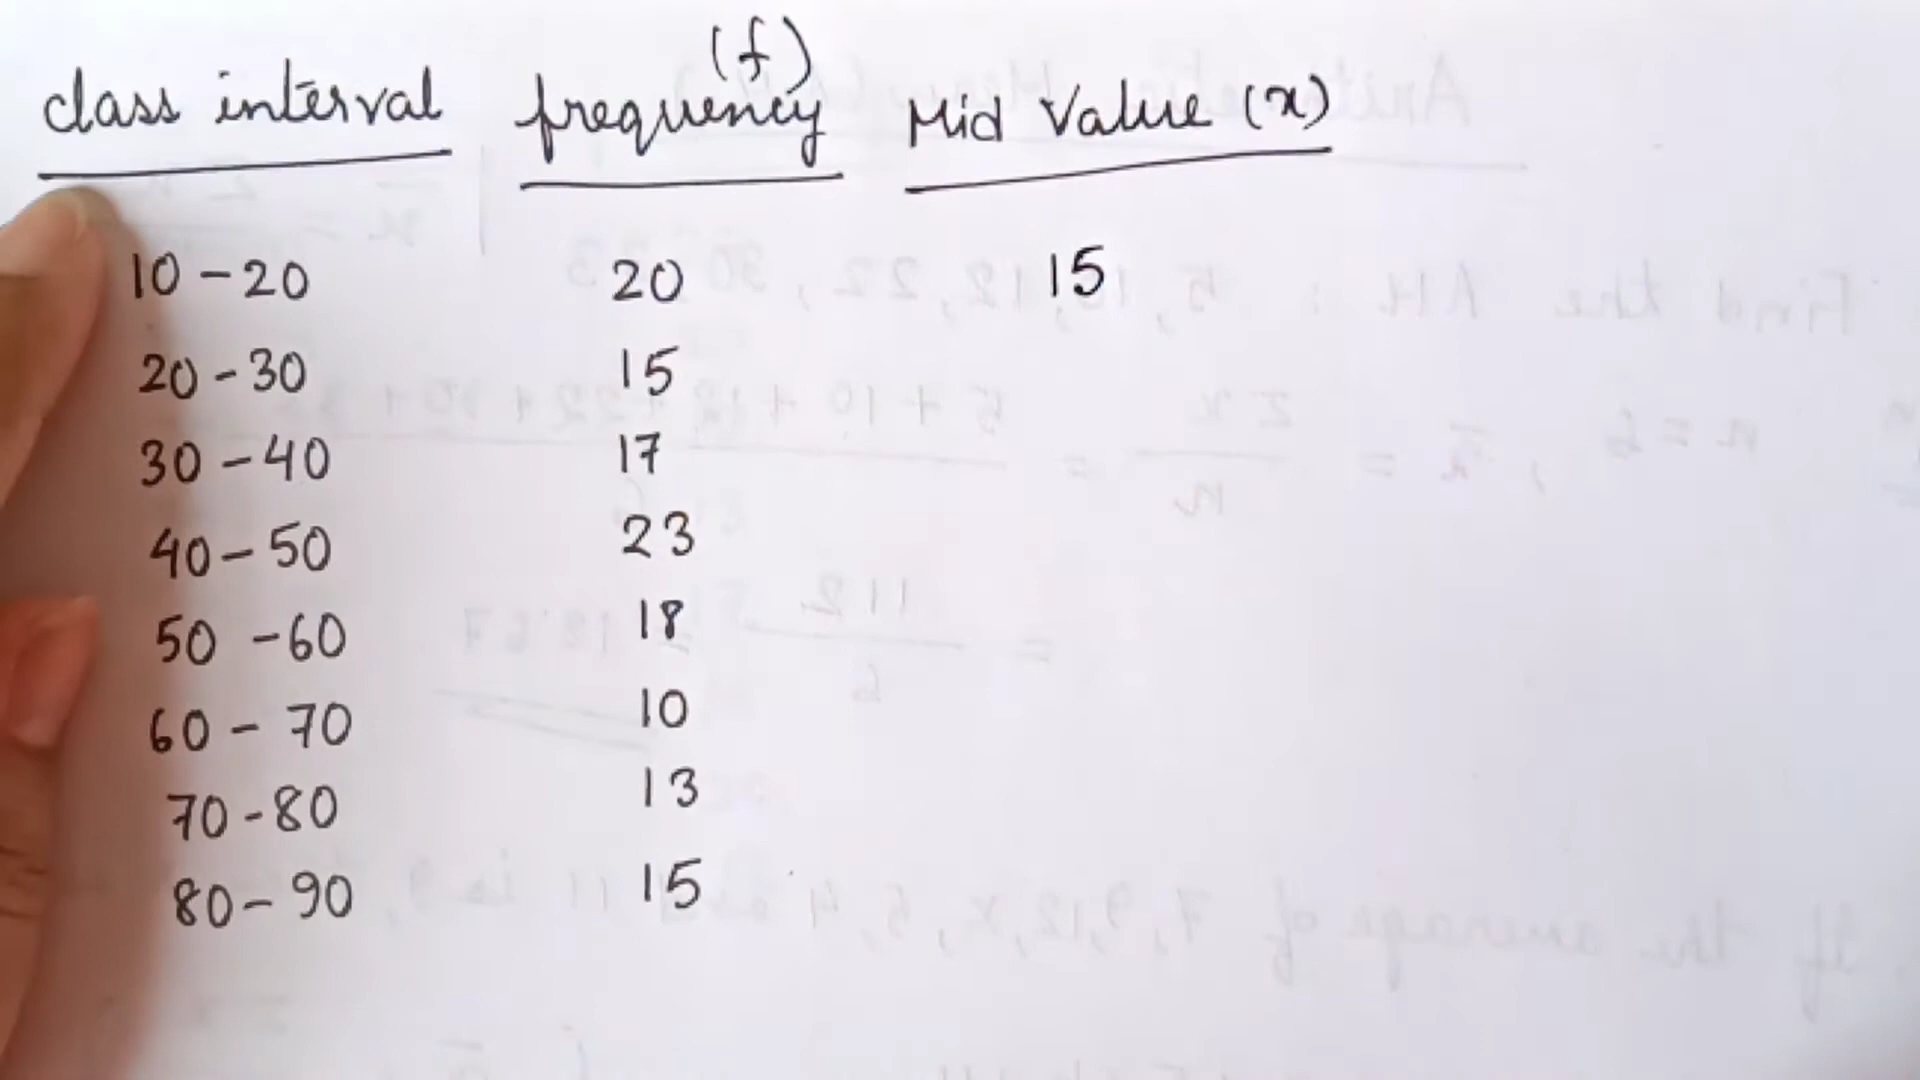 (f)
class interval frequency Mid Value (x)
10-20 20 15
20-30 15
30-40 17
40-50 23
50-60 18
60-70 10
70-80 13
80-90 15